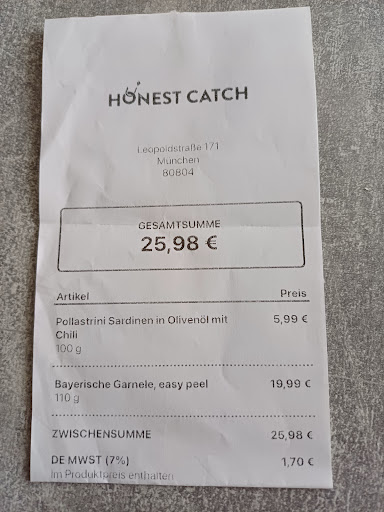 HONEST CATCH
Leopoldstraße 171
München
80804
GESAMTSUMME
25,98 €
Artikel Preis
Pollastrini Sardinen in Olivenöl mit 5,99 €
Chili
100 g
Bayerische Garnele, easy peel 19,99 €
110 g
ZWISCHENSUMME 25,98 €
DE MWST (7%) 1,70 €
Im Produktpreis enthalten